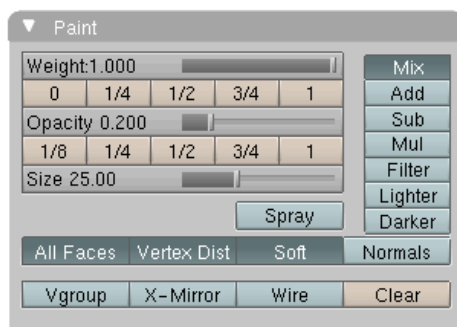 Paint
Weight:1.000
0 1/4 1/2 3/4 1
Opacity 0.200
1/8 1/4 1/2 3/4 1
Size 25.00
Spray
Mix
Add
Sub
Mul
Filter
Lighter
Darker
All Faces Vertex Dist Soft Normals
Vgroup X-Mirror Wire Clear